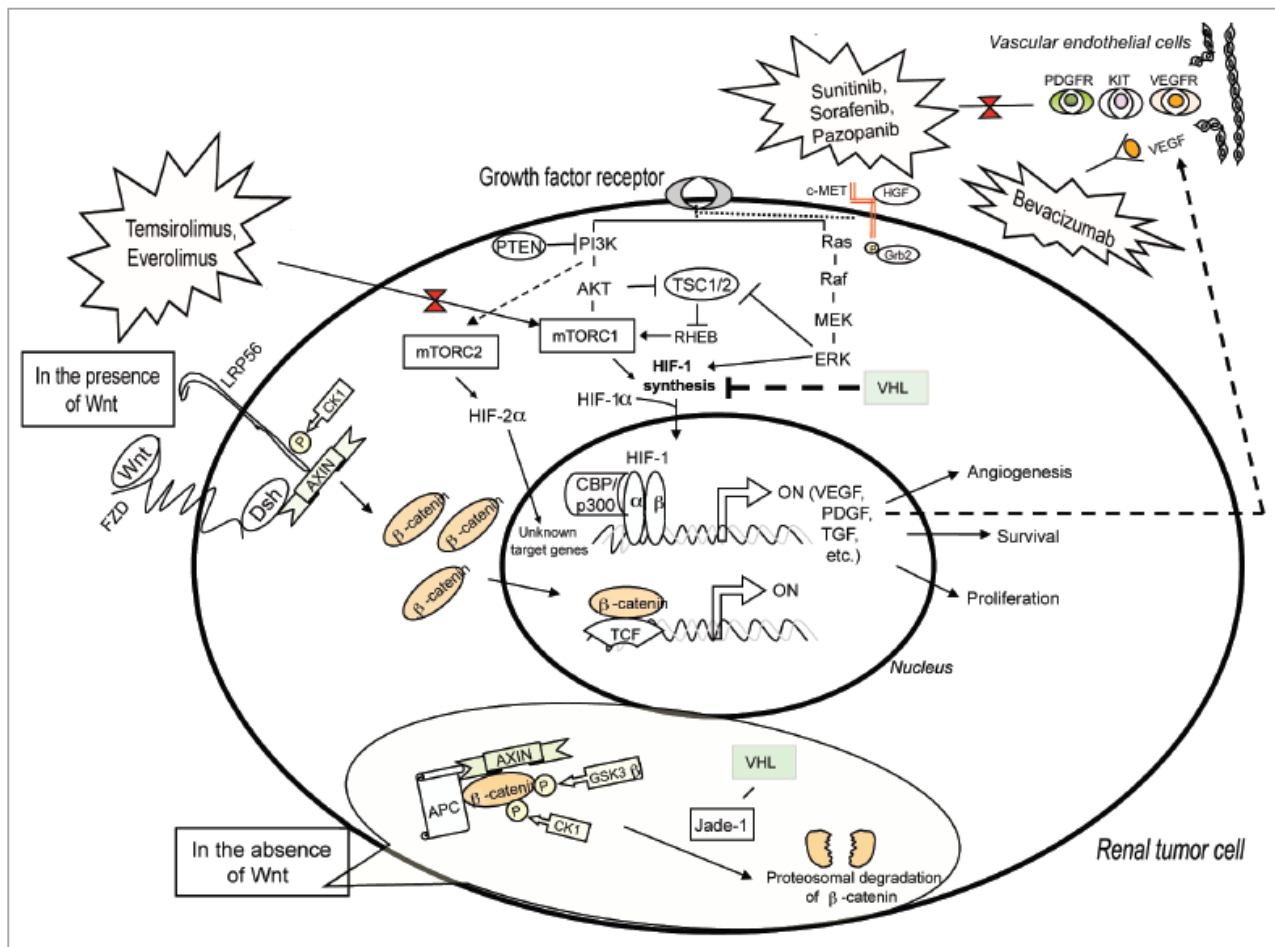 Vascular endothelial cells
Sunitinib,
Sorafenib,
Pazopanib
PDGFR
KIT
VEGFR
VEGF
Bevacizumab
Growth factor receptor
c-MET
HGF
P
Grb2
Temsirolimus,
Everolimus
PTEN
PI3K
Ras
AKT
TSC1/2
Raf
mTORC2
mTORC1
RHEB
MEK
ERK
HIF-1
synthesis
VHL
HIF-1α
HIF-2α
In the presence
of Wnt
LRP56
CK1
P
AXIN
Wnt
FZD
Dsh
β-catenin
β-catenin
β-catenin
Unknown
target genes
HIF-1
CBP/
p300
α
β
ON (VEGF,
PDGF,
TGF,
etc.)
Angiogenesis
Survival
Proliferation
β-catenin
TCF
ON
Nucleus
AXIN
APC
β-catenin
P
GSK3 β
P
CK1
VHL
Jade-1
Proteosomal degradation
of β-catenin
In the absence
of Wnt
Renal tumor cell